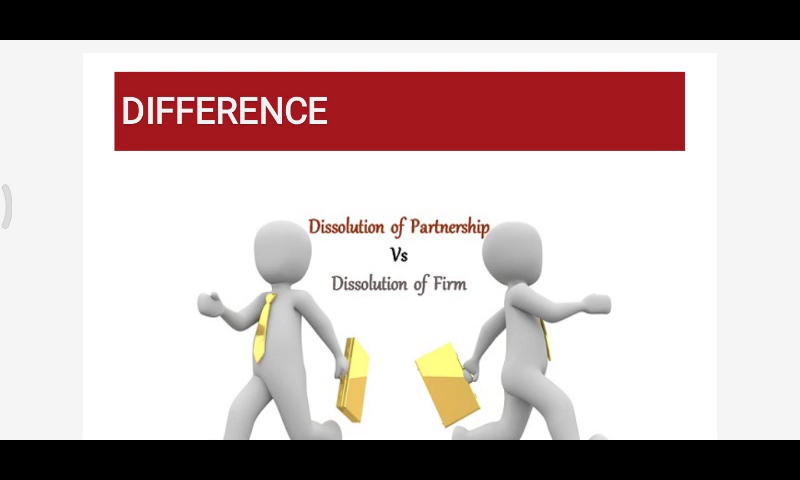 DIFFERENCE
Dissolution of Partnership
Vs
Dissolution of Firm